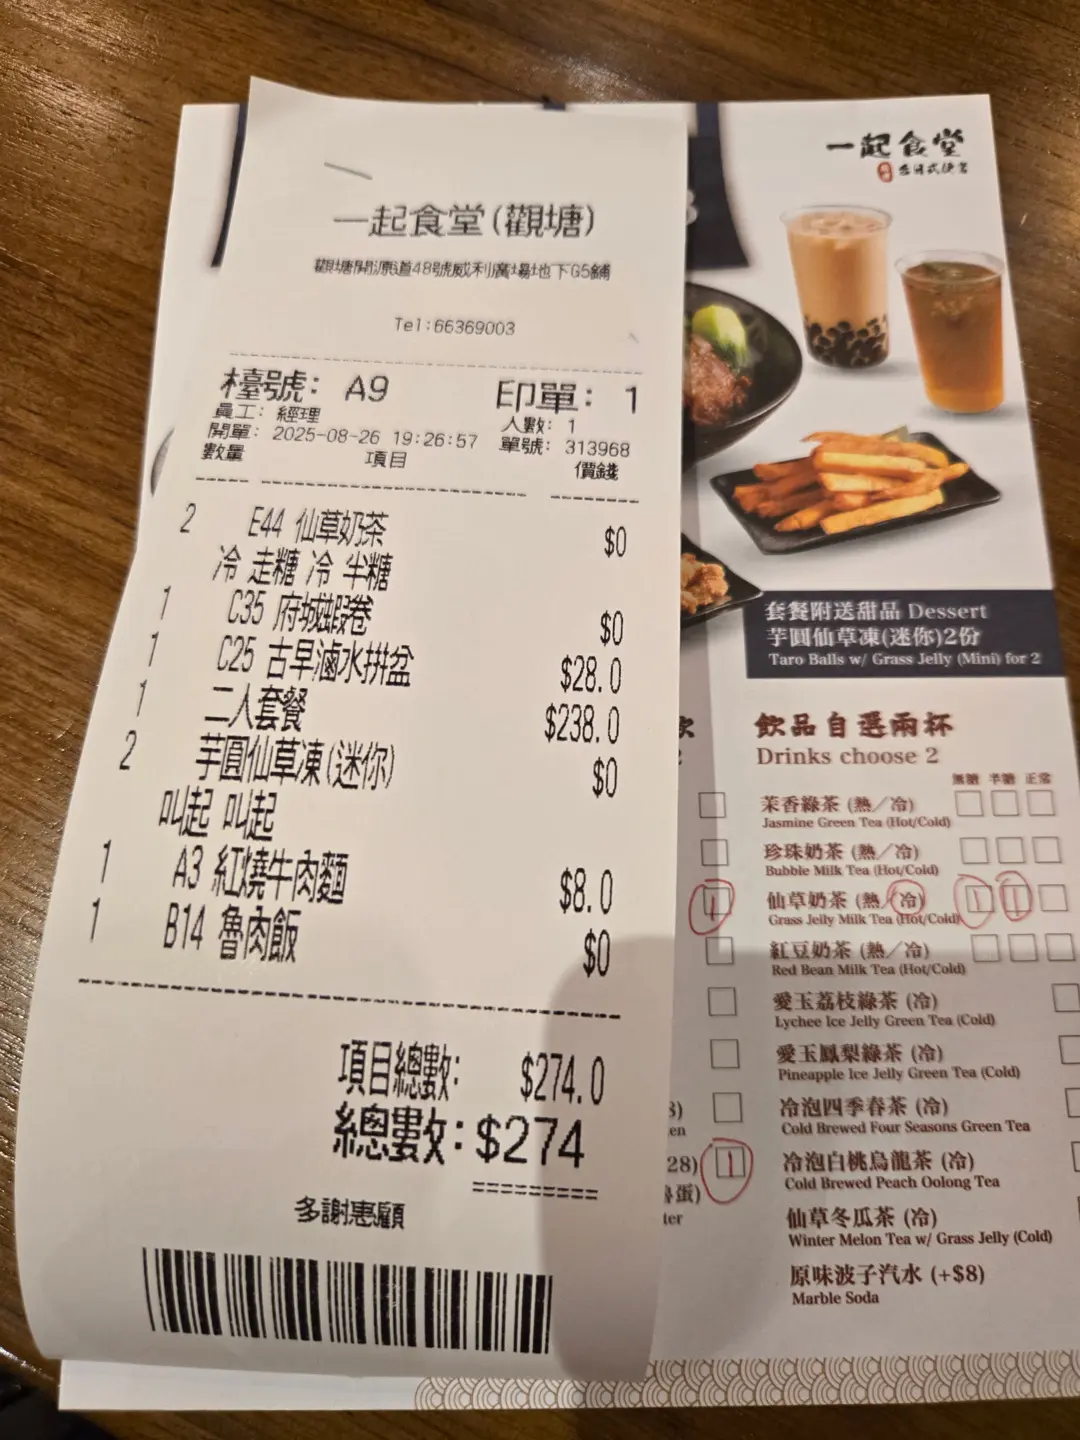 一起食堂(觀塘)
觀塘開源道48號威利廣場地下G5舖
Tel:66369003
檯號: A9
印單: 1
員工: 經理
人數: 1
開單: 2025-08-26 19:26:57
單號: 313968
數量 項目 價錢
2 E44 仙草奶茶 $0
冷 走糖 冷 半糖
1 C35 府城蝦卷 $0
1 C25 古早滷水拼盆 $28.0
1 二人套餐 $238.0
2 芋圓仙草凍(迷你) $0
叫起 叫起
1 A3 紅燒牛肉麵 $8.0
1 B14 魯肉飯 $0
項目總數: $274.0
總數: $274
多謝惠顧
一起食堂
套餐附送甜品 Dessert
芋圓仙草凍(迷你)2份
Taro Balls w/ Grass Jelly (Mini) for 2
飲品自選兩杯
Drinks choose 2
無糖 半糖 正常
茉香綠茶 (熱／冷)
Jasmine Green Tea (Hot/Cold)
珍珠奶茶 (熱／冷)
Bubble Milk Tea (Hot/Cold)
1
仙草奶茶 (熱／冷) 1 1
Grass Jelly Milk Tea (Hot/Cold)
紅豆奶茶 (熱／冷)
Red Bean Milk Tea (Hot/Cold)
愛玉荔枝綠茶 (冷)
Lychee Ice Jelly Green Tea (Cold)
愛玉鳳梨綠茶 (冷)
Pineapple Ice Jelly Green Tea (Cold)
冷泡四季春茶 (冷)
Cold Brewed Four Seasons Green Tea
28) 1
冷泡白桃烏龍茶 (冷)
Cold Brewed Peach Oolong Tea
仙草冬瓜茶 (冷)
Winter Melon Tea w/ Grass Jelly (Cold)
原味波子汽水 (+$8)
Marble Soda